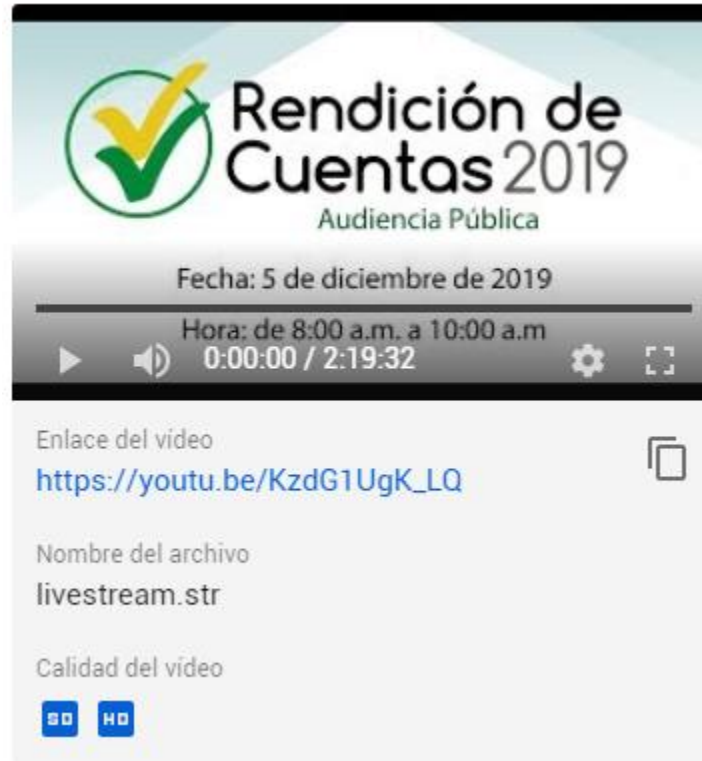 Rendición de
Cuentas 2019
Audiencia Pública
Fecha: 5 de diciembre de 2019
Hora: de 8:00 a.m. a 10:00 a.m
0:00:00 / 2:19:32
Enlace del vídeo
https://youtu.be/KzdG1UgK_LQ
Nombre del archivo
livestream.str
Calidad del vídeo
SD HD